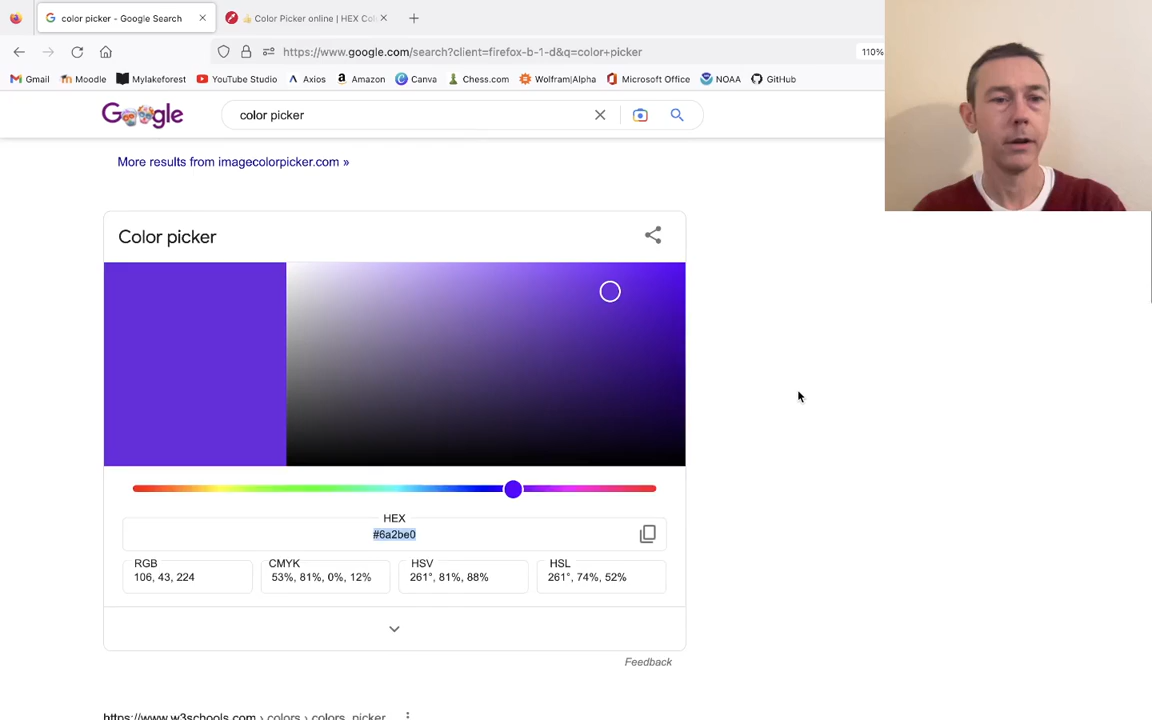 color picker - Google Search
Color Picker online | HEX Co
https://www.google.com/search?client=firefox-b-1-d&q=color+picker
110%
Gmail
Moodle
Mylakeforest
YouTube Studio
Axios
Amazon
Canva
Chess.com
Wolfram|Alpha
Microsoft Office
NOAA
GitHub
Google
color picker
More results from imagecolorpicker.com »
Color picker
HEX
#6a2be0
RGB
106, 43, 224
CMYK
53%, 81%, 0%, 12%
HSV
261°, 81%, 88%
HSL
261°, 74%, 52%
Feedback
https://www.w3schools.com › colors › colors_picker